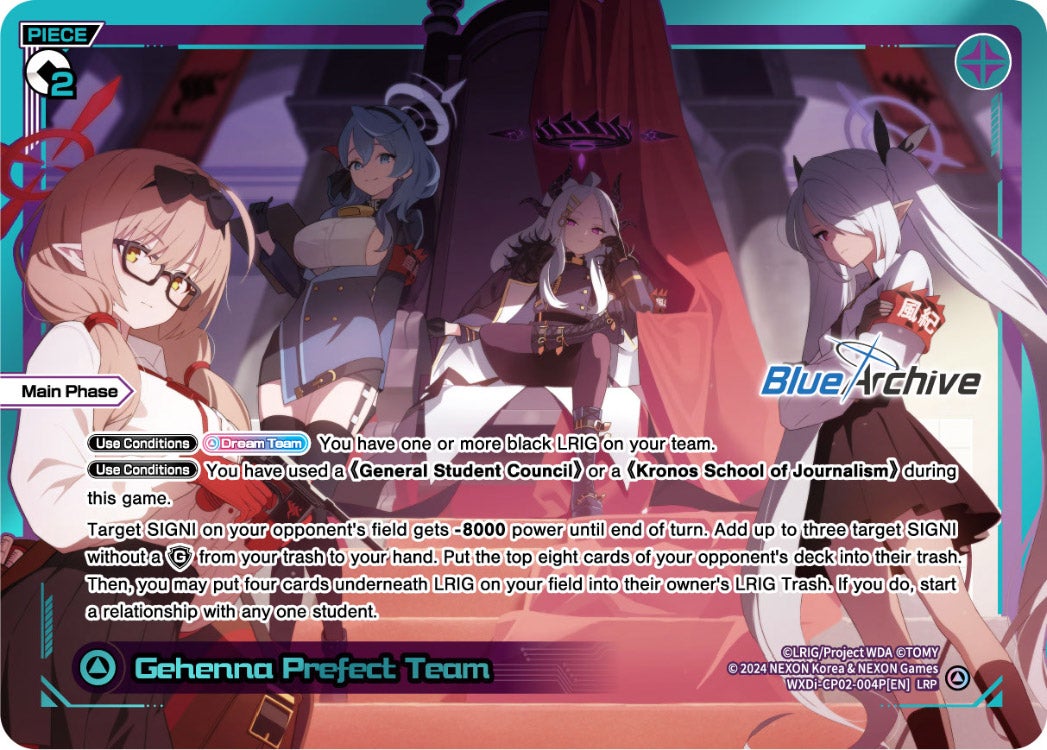 PIECE
2
Main Phase
風紀
Blue Archive
Use Conditions Dream Team You have one or more black LRIG on your team.
Use Conditions You have used a 《General Student Council》 or a 《Kronos School of Journalism》 during
this game.
Target SIGNI on your opponent's field gets -8000 power until end of turn. Add up to three target SIGNI
without a G from your trash to your hand. Put the top eight cards of your opponent's deck into their trash.
Then, you may put four cards underneath LRIG on your field into their owner's LRIG Trash. If you do, start
a relationship with any one student.
Gehenna Prefect Team
©LRIG/Project WDA ©TOMY
© 2024 NEXON Korea & NEXON Games
WXDi-CP02-004P[EN] LRP